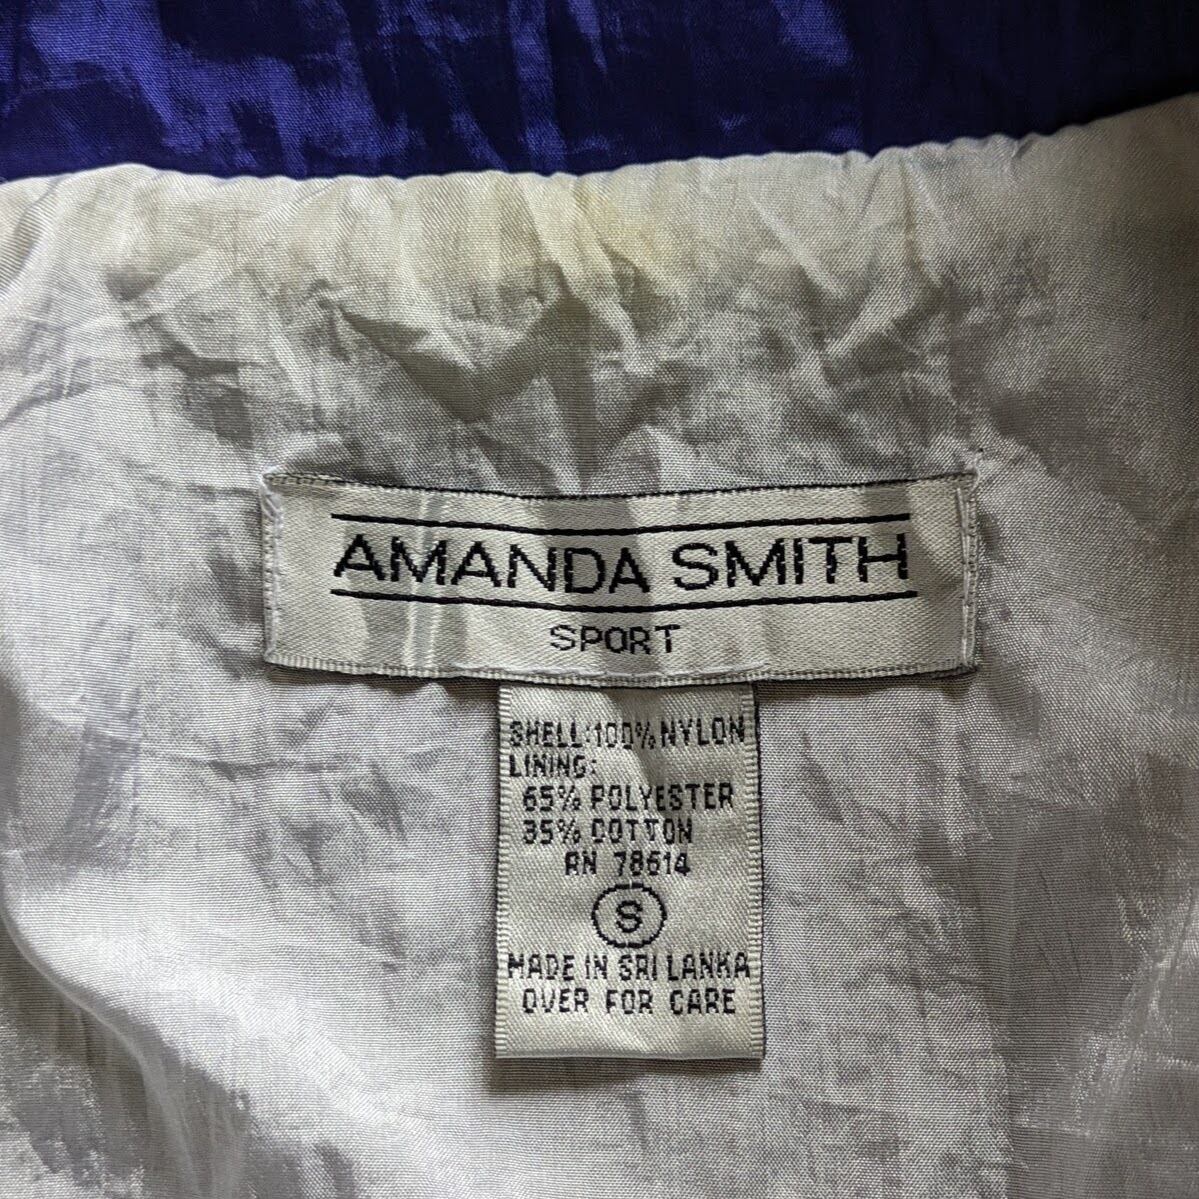 AMANDA SMITH
SPORT
SHELL:100% NYLON
LINING:
65% POLYESTER
35% COTTON
RN 78614
S
MADE IN SRI LANKA
OVER FOR CARE